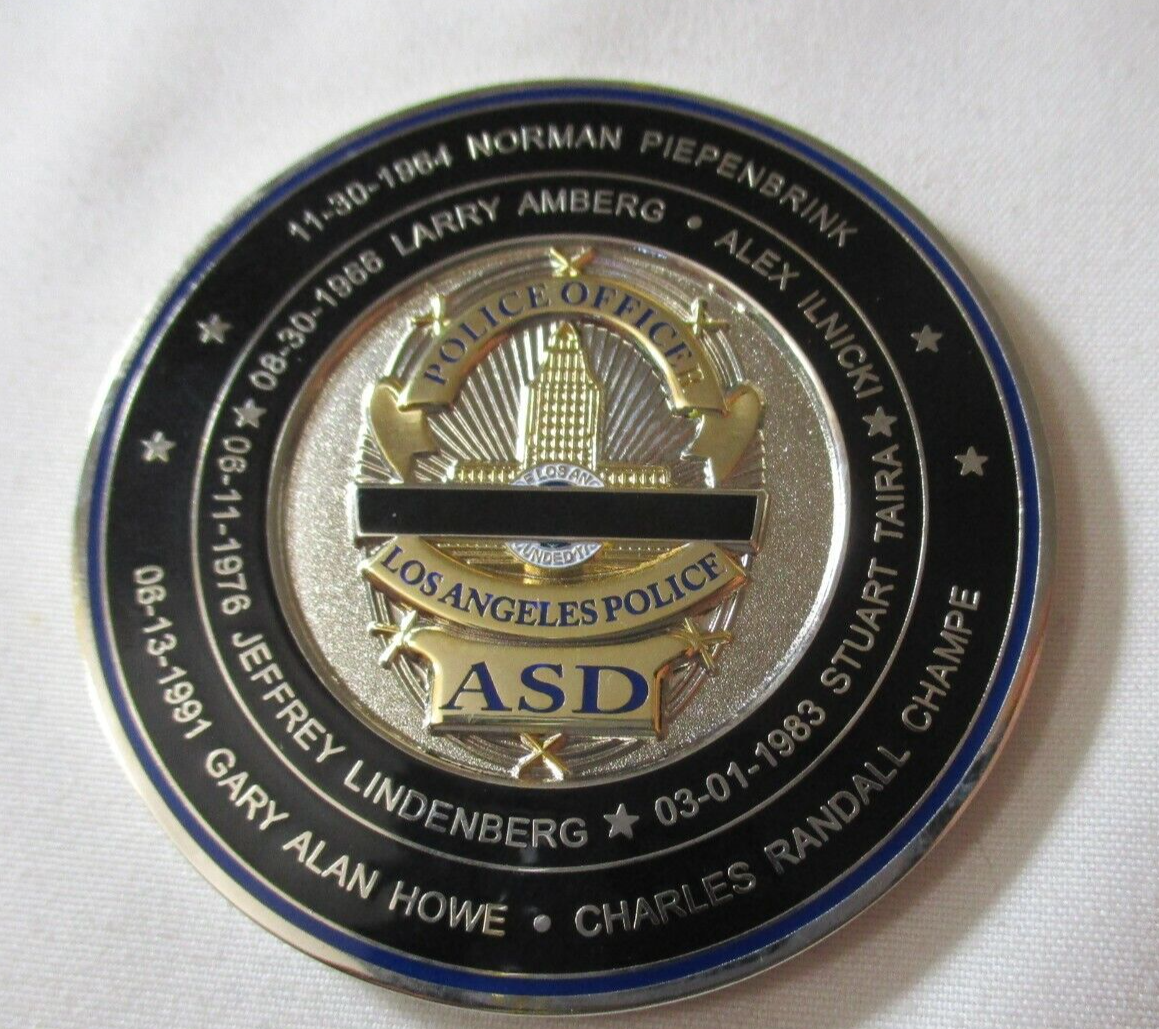 11-30-1964 NORMAN PIEPENBRINK
08-30-1966 LARRY AMBERG • ALEX ILNICKI
06-11-1976 JEFFREY LINDENBERG
03-01-1983 STUART TAIRA
06-13-1991 GARY ALAN HOWE • CHARLES RANDALL CHAMPE
POLICE OFFICER
LOS ANGELES POLICE
ASD